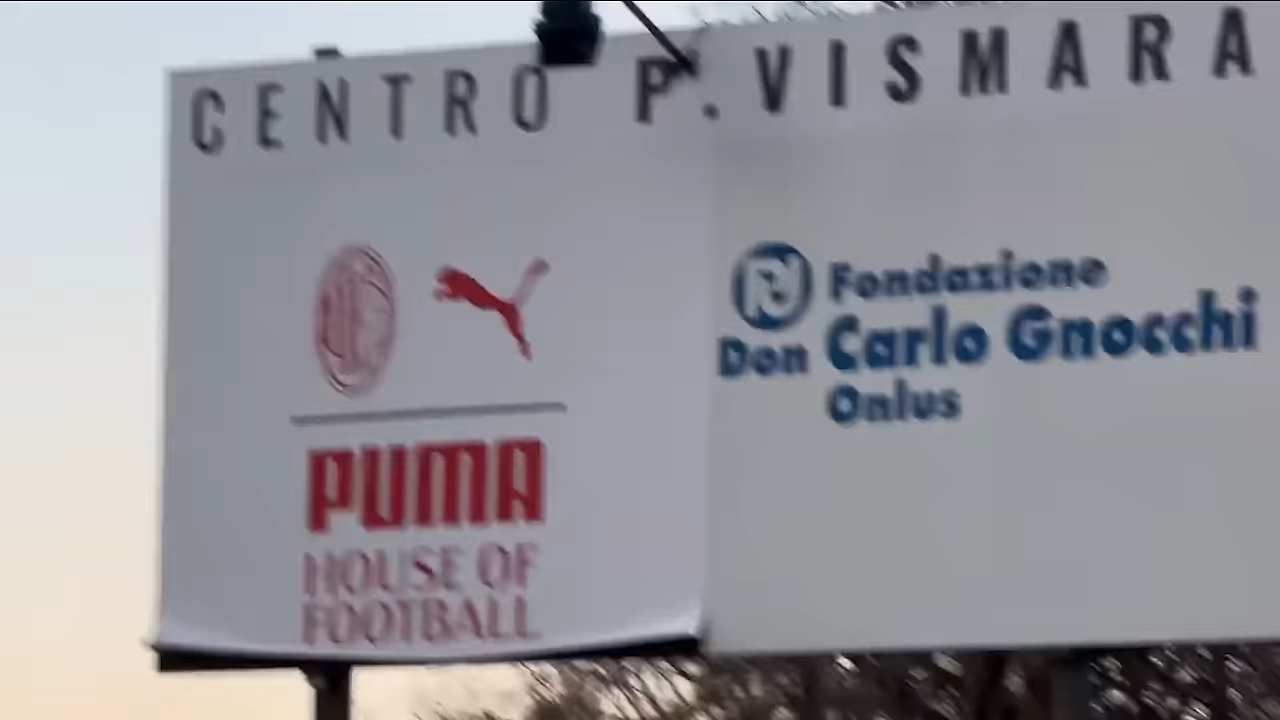 CENTRO P.VISMARA
PUMA
HOUSE OF
FOOTBALL
Fondazione
Don Carlo Gnocchi
Onlus